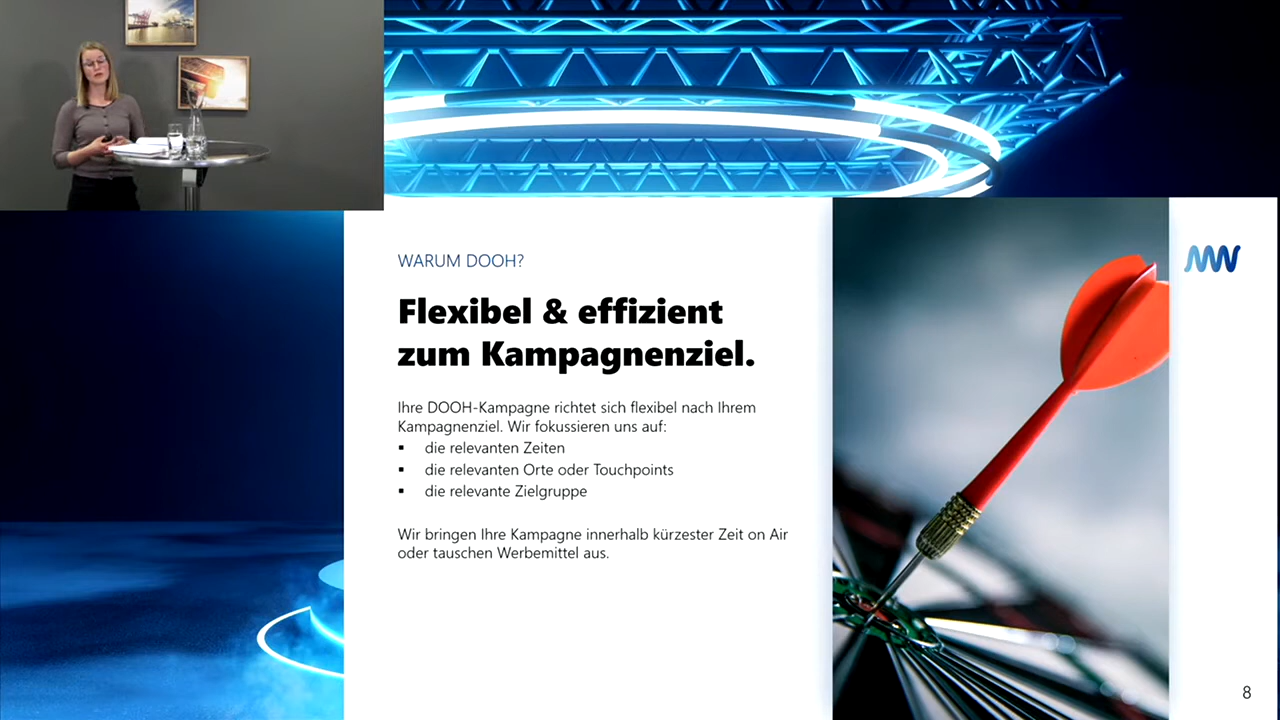 WARUM DOOH?
Flexibel & effizient
zum Kampagnenziel.
Ihre DOOH-Kampagne richtet sich flexibel nach Ihrem
Kampagnenziel. Wir fokussieren uns auf:
▪ die relevanten Zeiten
▪ die relevanten Orte oder Touchpoints
▪ die relevante Zielgruppe
Wir bringen Ihre Kampagne innerhalb kürzester Zeit on Air
oder tauschen Werbemittel aus.
8